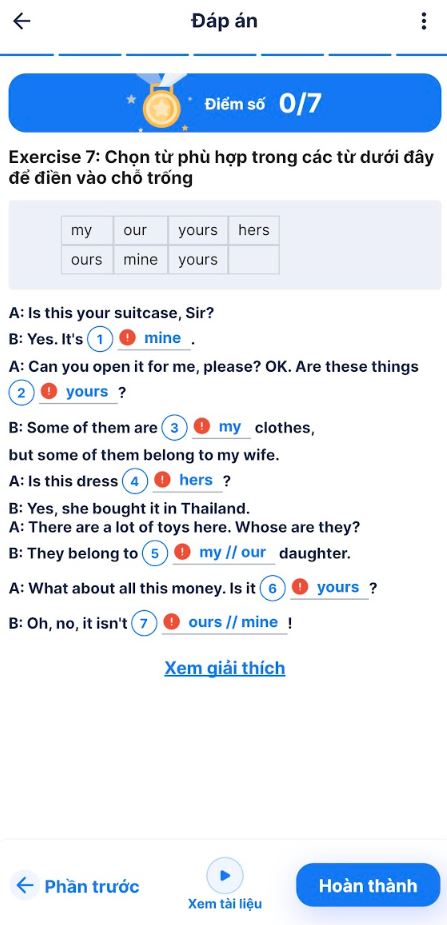 Đáp án
Điểm số 0/7
Exercise 7: Chọn từ phù hợp trong các từ dưới đây
để điền vào chỗ trống
my our yours hers
ours mine yours
A: Is this your suitcase, Sir?
B: Yes. It's 1 ! mine .
A: Can you open it for me, please? OK. Are these things
2 ! yours ?
B: Some of them are 3 ! my clothes,
but some of them belong to my wife.
A: Is this dress 4 ! hers ?
B: Yes, she bought it in Thailand.
A: There are a lot of toys here. Whose are they?
B: They belong to 5 ! my // our daughter.
A: What about all this money. Is it 6 ! yours ?
B: Oh, no, it isn't 7 ! ours // mine !
Xem giải thích
Phần trước
Xem tài liệu
Hoàn thành